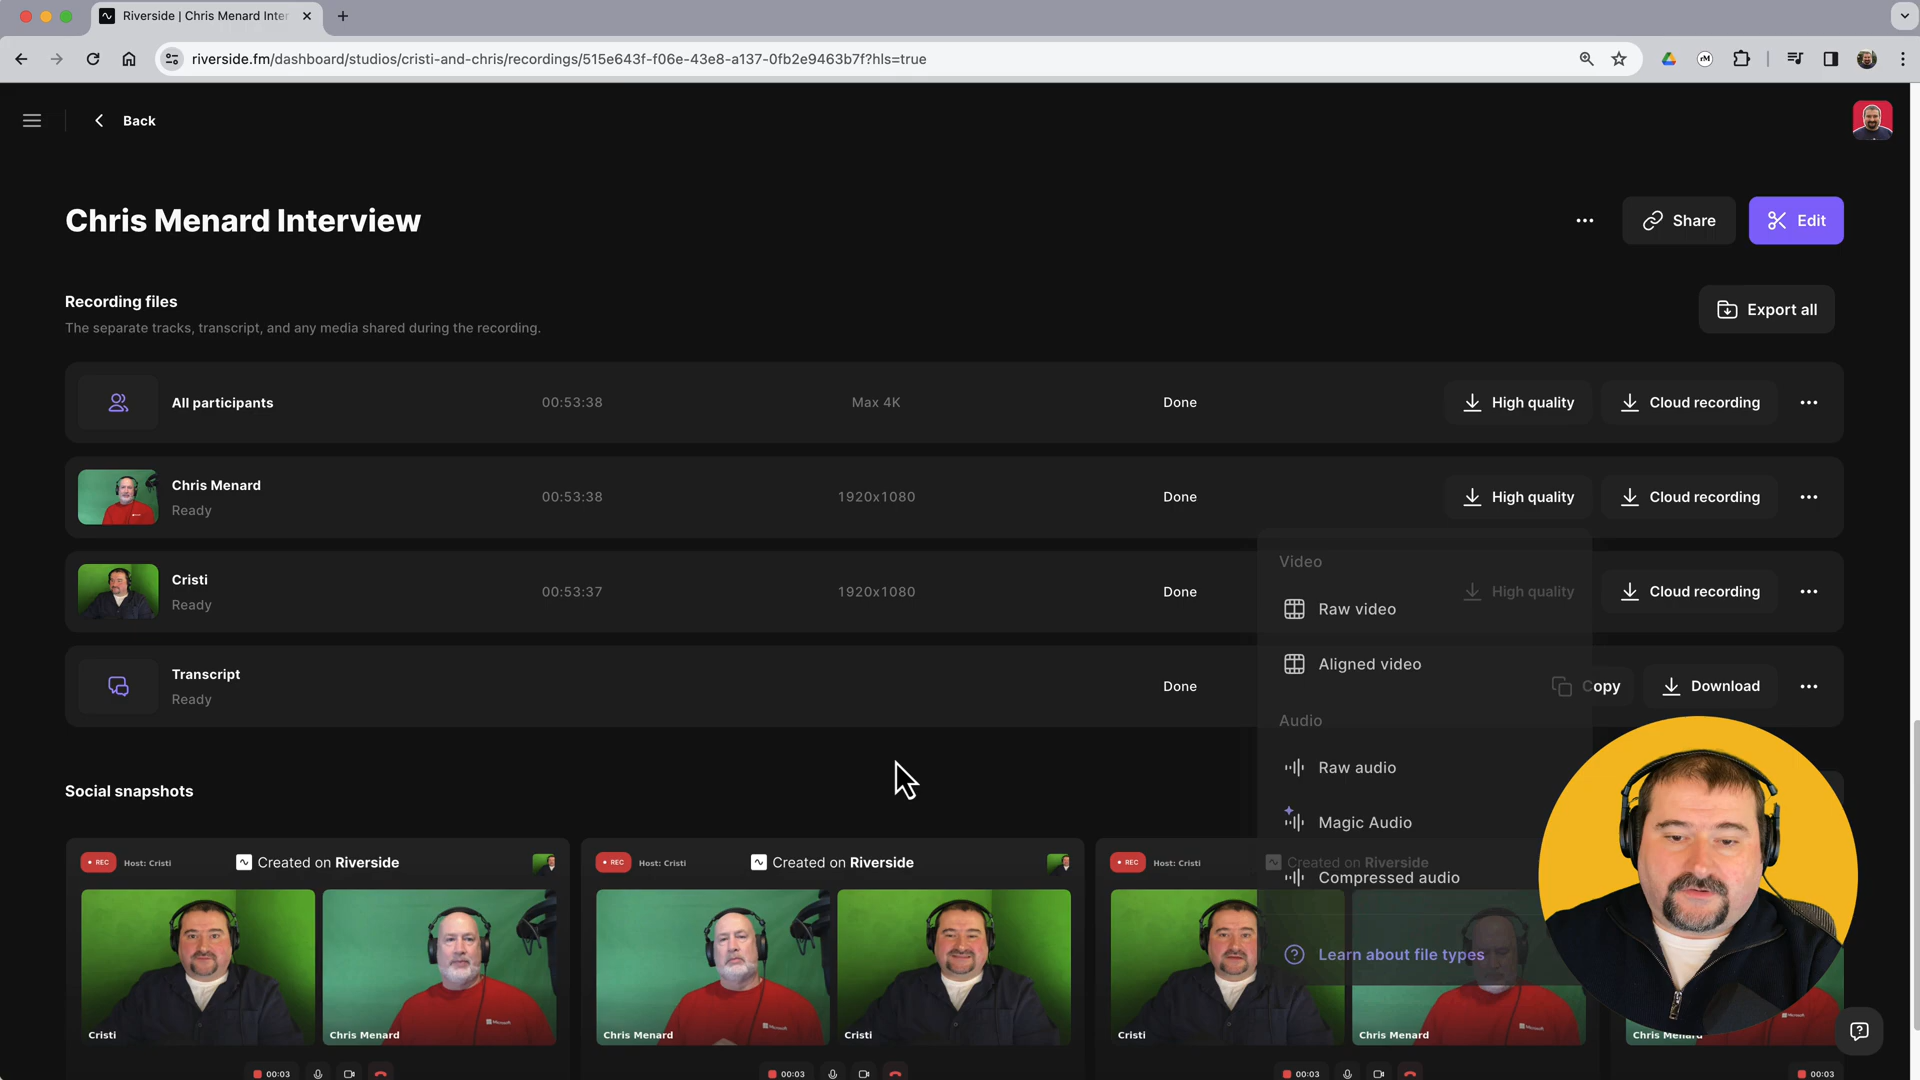 Riverside | Chris Menard Inter
riverside.fm/dashboard/studios/cristi-and-chris/recordings/515e643f-f06e-43e8-a137-0fb2e9463b7f?hls=true
rM
Back
Chris Menard Interview
Share
Edit
Recording files
The separate tracks, transcript, and any media shared during the recording.
Export all
All participants
00:53:38
Max 4K
Done
High quality
Cloud recording
Chris Menard
Ready
00:53:38
1920x1080
Done
High quality
Cloud recording
Cristi
Ready
00:53:37
1920x1080
Done
High quality
Cloud recording
Transcript
Ready
Done
Copy
Download
Video
Raw video
Aligned video
Audio
Raw audio
Magic Audio
Compressed audio
Learn about file types
Social snapshots
REC Host: Cristi Created on Riverside
Cristi
Microsoft
Chris Menard
00:03
REC Host: Cristi Created on Riverside
Chris Menard
Microsoft
Cristi
00:03
REC Host: Cristi Created on Riverside
Cristi
Microsoft
Chris Menard
00:03
Microsoft
Chris Menard
00:03